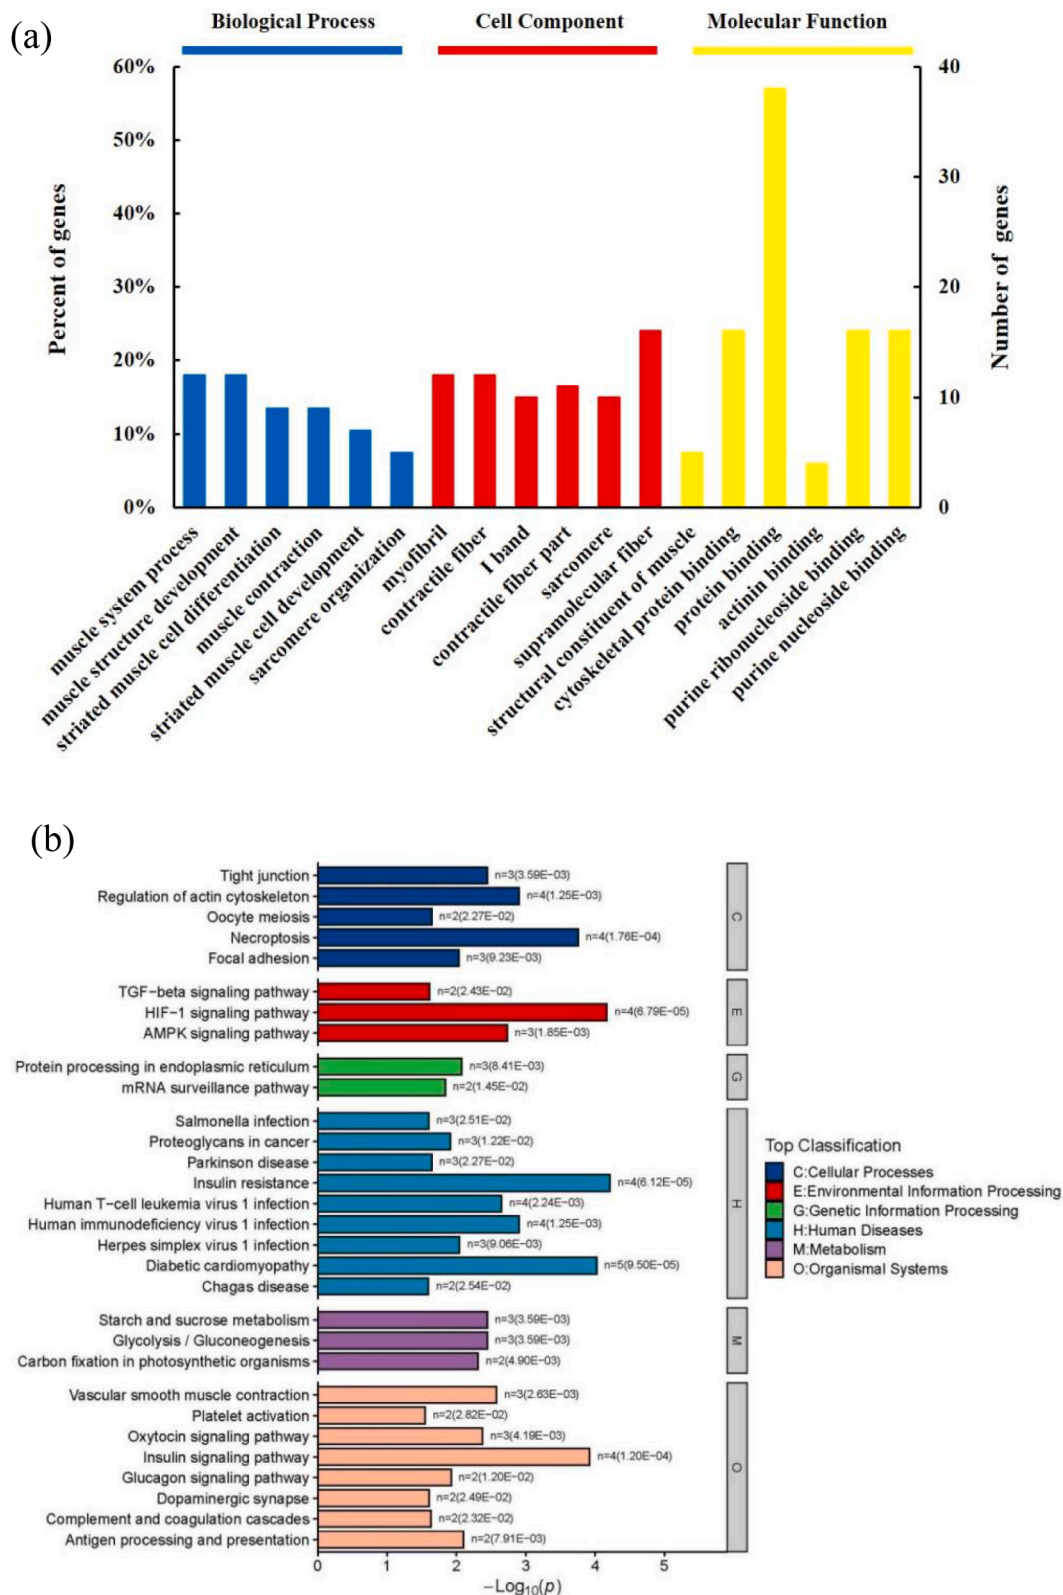 (a)
Biological Process
Cell Component
Molecular Function
60%
50%
40%
30%
20%
10%
0%
Percent of genes
40
30
20
10
0
Number of genes
muscle system process
muscle structure development
striated muscle cell differentiation
muscle contraction
striated muscle cell development
sarcomere organization
myofibril
contractile fiber
I band
contractile fiber part
sarcomere
supramolecular fiber
structural constituent of muscle
cytoskeletal protein binding
protein binding
actinin binding
purine ribonucleoside binding
purine nucleoside binding
(b)
Tight junction n=3(3.59E−03)
Regulation of actin cytoskeleton n=4(1.25E−03)
Oocyte meiosis n=2(2.27E−02)
Necroptosis n=4(1.76E−04)
Focal adhesion n=3(9.23E−03)
C
TGF−beta signaling pathway n=2(2.43E−02)
HIF−1 signaling pathway n=4(6.79E−05)
AMPK signaling pathway n=3(1.85E−03)
E
Protein processing in endoplasmic reticulum n=3(8.41E−03)
mRNA surveillance pathway n=2(1.45E−02)
G
Salmonella infection n=3(2.51E−02)
Proteoglycans in cancer n=3(1.22E−02)
Parkinson disease n=3(2.27E−02)
Insulin resistance n=4(6.12E−05)
Human T−cell leukemia virus 1 infection n=4(2.24E−03)
Human immunodeficiency virus 1 infection n=4(1.25E−03)
Herpes simplex virus 1 infection n=3(9.06E−03)
Diabetic cardiomyopathy n=5(9.50E−05)
Chagas disease n=2(2.54E−02)
H
Starch and sucrose metabolism n=3(3.59E−03)
Glycolysis / Gluconeogenesis n=3(3.59E−03)
Carbon fixation in photosynthetic organisms n=2(4.90E−03)
M
Vascular smooth muscle contraction n=3(2.63E−03)
Platelet activation n=2(2.82E−02)
Oxytocin signaling pathway n=3(4.19E−03)
Insulin signaling pathway n=4(1.20E−04)
Glucagon signaling pathway n=2(1.20E−02)
Dopaminergic synapse n=2(2.49E−02)
Complement and coagulation cascades n=2(2.32E−02)
Antigen processing and presentation n=2(7.91E−03)
O
0 1 2 3 4 5
−Log10(p)
Top Classification
C:Cellular Processes
E:Environmental Information Processing
G:Genetic Information Processing
H:Human Diseases
M:Metabolism
O:Organismal Systems